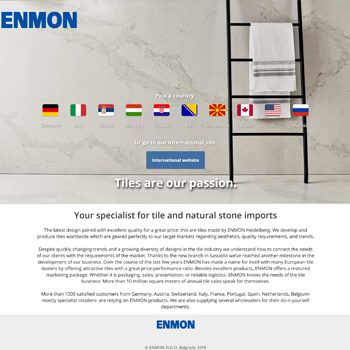 ENMON
Pick a country:
Germany Italy Serbia Hungary Croatia BiH Macedonia Canada USA Russia
Or go to our international site
International website
Tiles are our passion.
Your specialist for tile and natural stone imports
The latest design paired with excellent quality for a great price: this are tiles made by ENMON Heidelberg. We develop and
produce tiles worldwide which are geared perfectly to our target markets regarding aesthetics, quality requirements, and trends.
Despite quickly changing trends and a growing diversity of designs in the tile industry we understand how to connect the needs
of our clients with the requirements of the market. Thanks to the new branch in Sassuolo we've reached another milestone in the
development of our business. Over the course of the last few years ENMON has made a name for itself with many European tile
dealers by offering attractive tiles with a great price-performance ratio. Besides excellent products, ENMON offers a matured
marketing package. Whether it is packaging, sales, presentation, or reliable logistics- ENMON knows the needs of the tile
business. More than 10 million square meters of annual tile sales speak for themselves.
More than 1000 satisfied customers from Germany, Austria, Switzerland, Italy, France, Portugal, Spain, Netherlands, Belgium-
mostly specialist retailers- are relying on ENMON products. We are also supplying several wholesalers for their do-it-yourself
departments.
ENMON
© ENMON D.O.O. Belgrade 2018